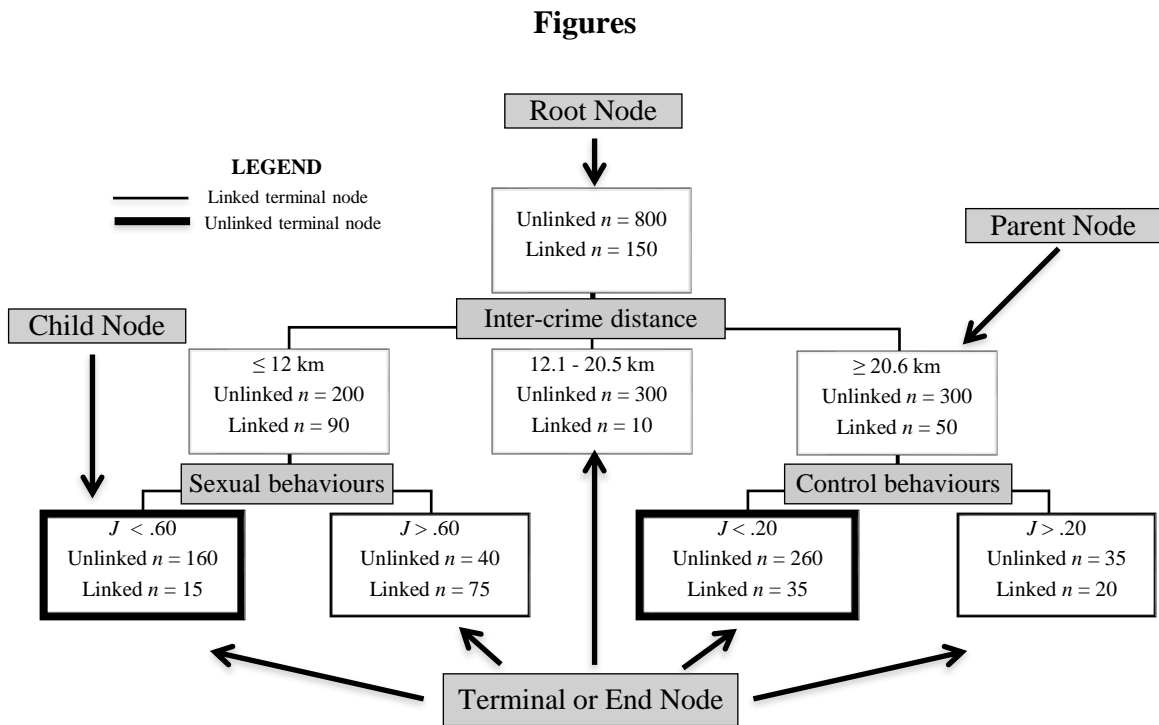 Figures
Root Node
LEGEND
Linked terminal node
Unlinked terminal node
Unlinked n = 800
Linked n = 150
Parent Node
Child Node
Inter-crime distance
≤ 12 km
Unlinked n = 200
Linked n = 90
12.1 - 20.5 km
Unlinked n = 300
Linked n = 10
≥ 20.6 km
Unlinked n = 300
Linked n = 50
Sexual behaviours
Control behaviours
J < .60
Unlinked n = 160
Linked n = 15
J > .60
Unlinked n = 40
Linked n = 75
J < .20
Unlinked n = 260
Linked n = 35
J > .20
Unlinked n = 35
Linked n = 20
Terminal or End Node